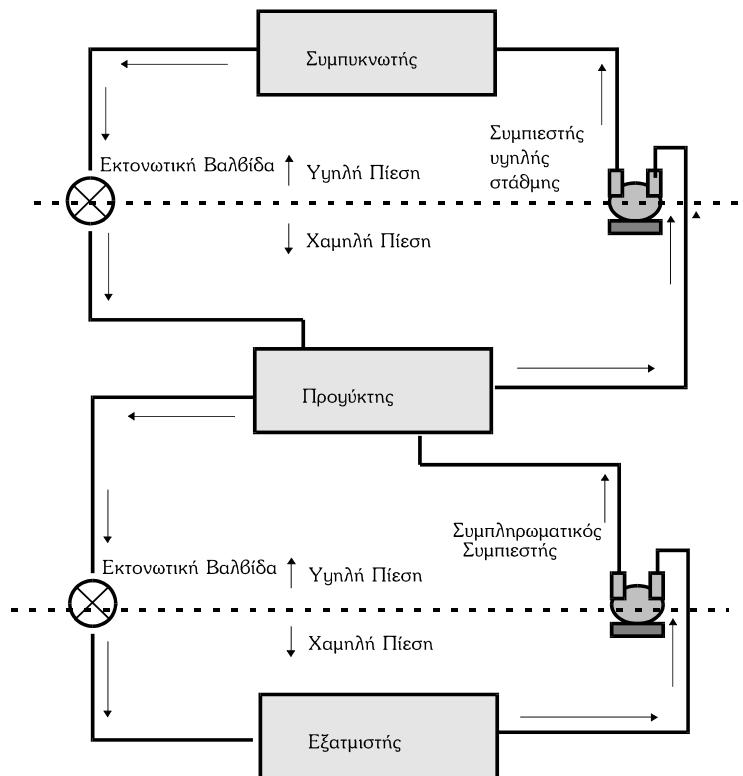 Συμπυκνωτής
Συμπιεστής
υψηλής
στάθμης
Εκτονωτική Βαλβίδα
Υψηλή Πίεση
Χαμηλή Πίεση
Προψύκτης
Συμπληρωματικός
Συμπιεστής
Εκτονωτική Βαλβίδα
Υψηλή Πίεση
Χαμηλή Πίεση
Εξατμιστής